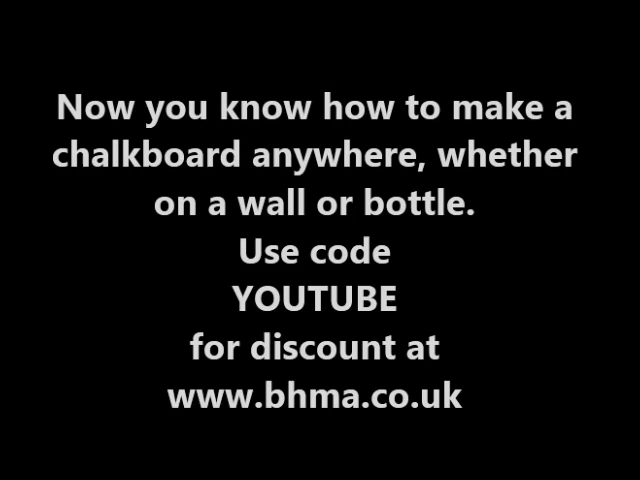 Now you know how to make a
chalkboard anywhere, whether
on a wall or bottle.
Use code
YOUTUBE
for discount at
www.bhma.co.uk